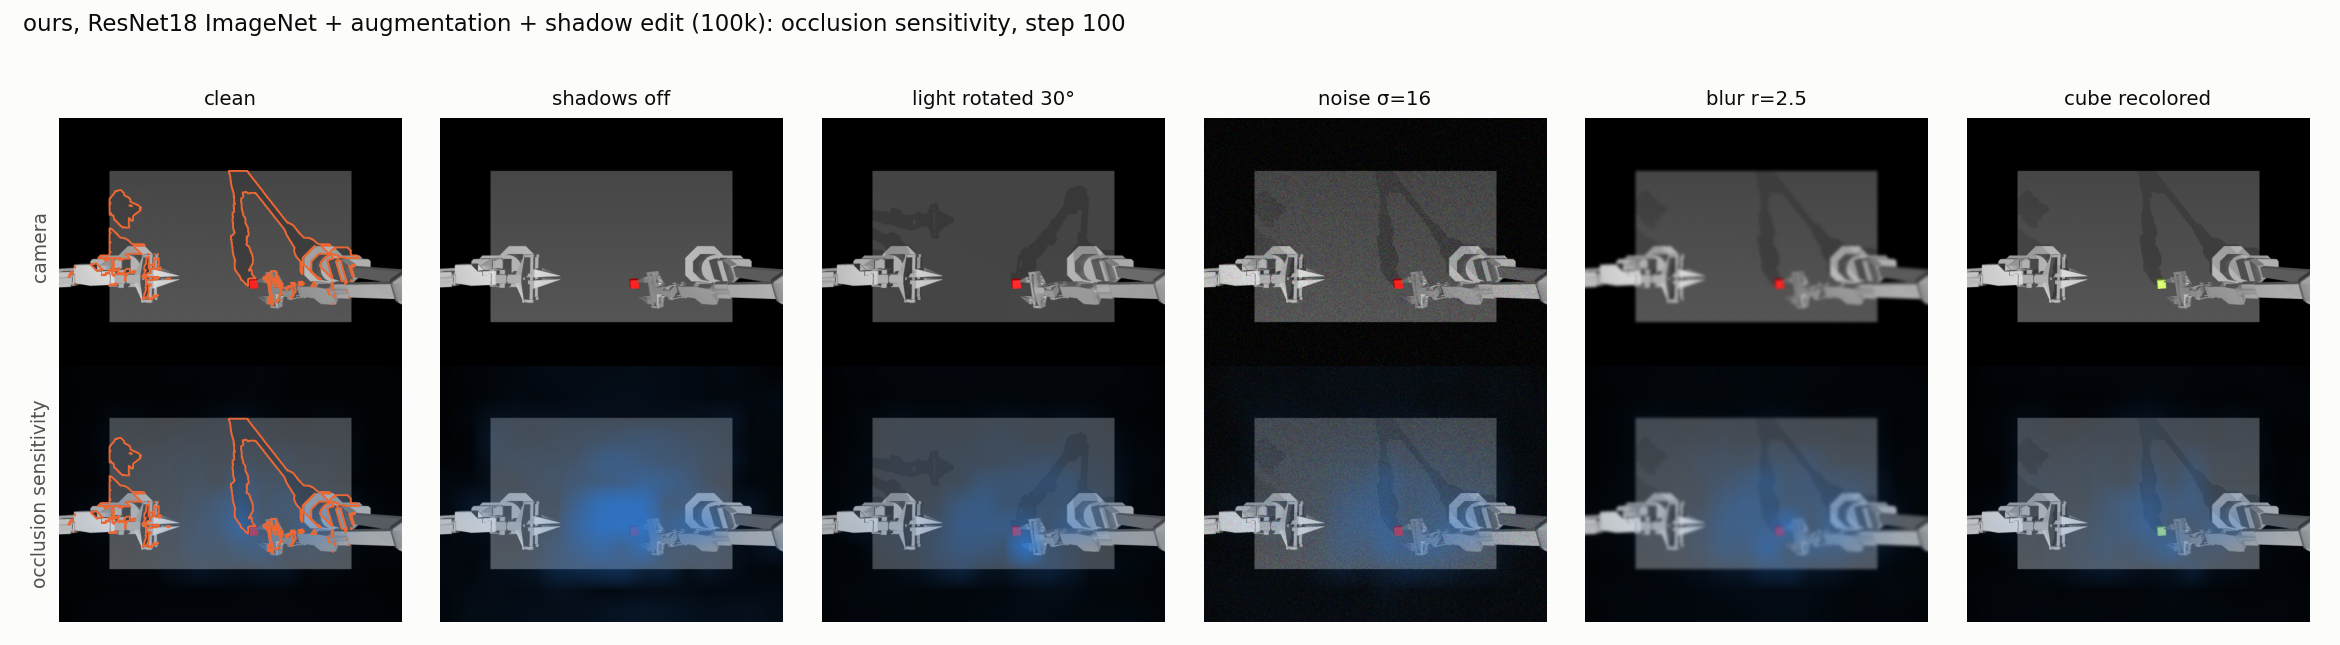 ours, ResNet18 ImageNet + augmentation + shadow edit (100k): occlusion sensitivity, step 100
clean
shadows off
light rotated 30°
noise σ=16
blur r=2.5
cube recolored
camera
occlusion sensitivity